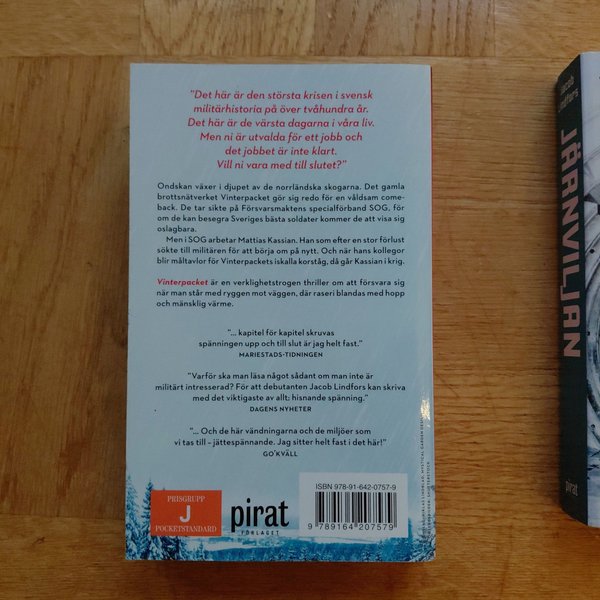 "Det här är den största krisen i svensk
militärhistoria på över tvåhundra år.
Det här är de värsta dagarna i våra liv.
Men ni är utvalda för ett jobb och
det jobbet är inte klart.
Vill ni vara med till slutet?"
Ondskan växer i djupet av de norrländska skogarna. Det gamla
brottsnätverket Vinterpacket gör sig redo för en våldsam come-
back. De tar sikte på Försvarsmaktens specialförband SOG, för
om de kan besegra Sveriges bästa soldater kommer de att visa sig
oslagbara.
Men i SOG arbetar Mattias Kassian. Han som efter en stor förlust
sökte till militären för att börja om på nytt. Och när hans kollegor
blir måltavlor för Vinterpackets iskalla korståg, då går Kassian i krig.
Vinterpacket är en verklighetstrogen thriller om att försvara sig
när man står med ryggen mot väggen, där raseri blandas med hopp
och mänsklig värme.
"... kapitel för kapitel skruvas
spänningen upp och till slut är jag helt fast."
MARIESTADS-TIDNINGEN
"Varför ska man läsa något sådant om man inte är
militärt intresserad? För att debutanten Jacob Lindfors kan skriva
med det viktigaste av allt: hisnande spänning."
DAGENS NYHETER
"... Och de här vändningarna och de miljöer som
vi tas till – jättespännande. Jag sitter helt fast i det här!"
GO'KVÄLL
ISBN 978-91-642-0757-9
9 789164 207579
PRISGRUPP
J
POCKETSTANDARD
pirat
FÖRLAGET
Jacob
Lindfors
JÄRNVILJAN
pirat